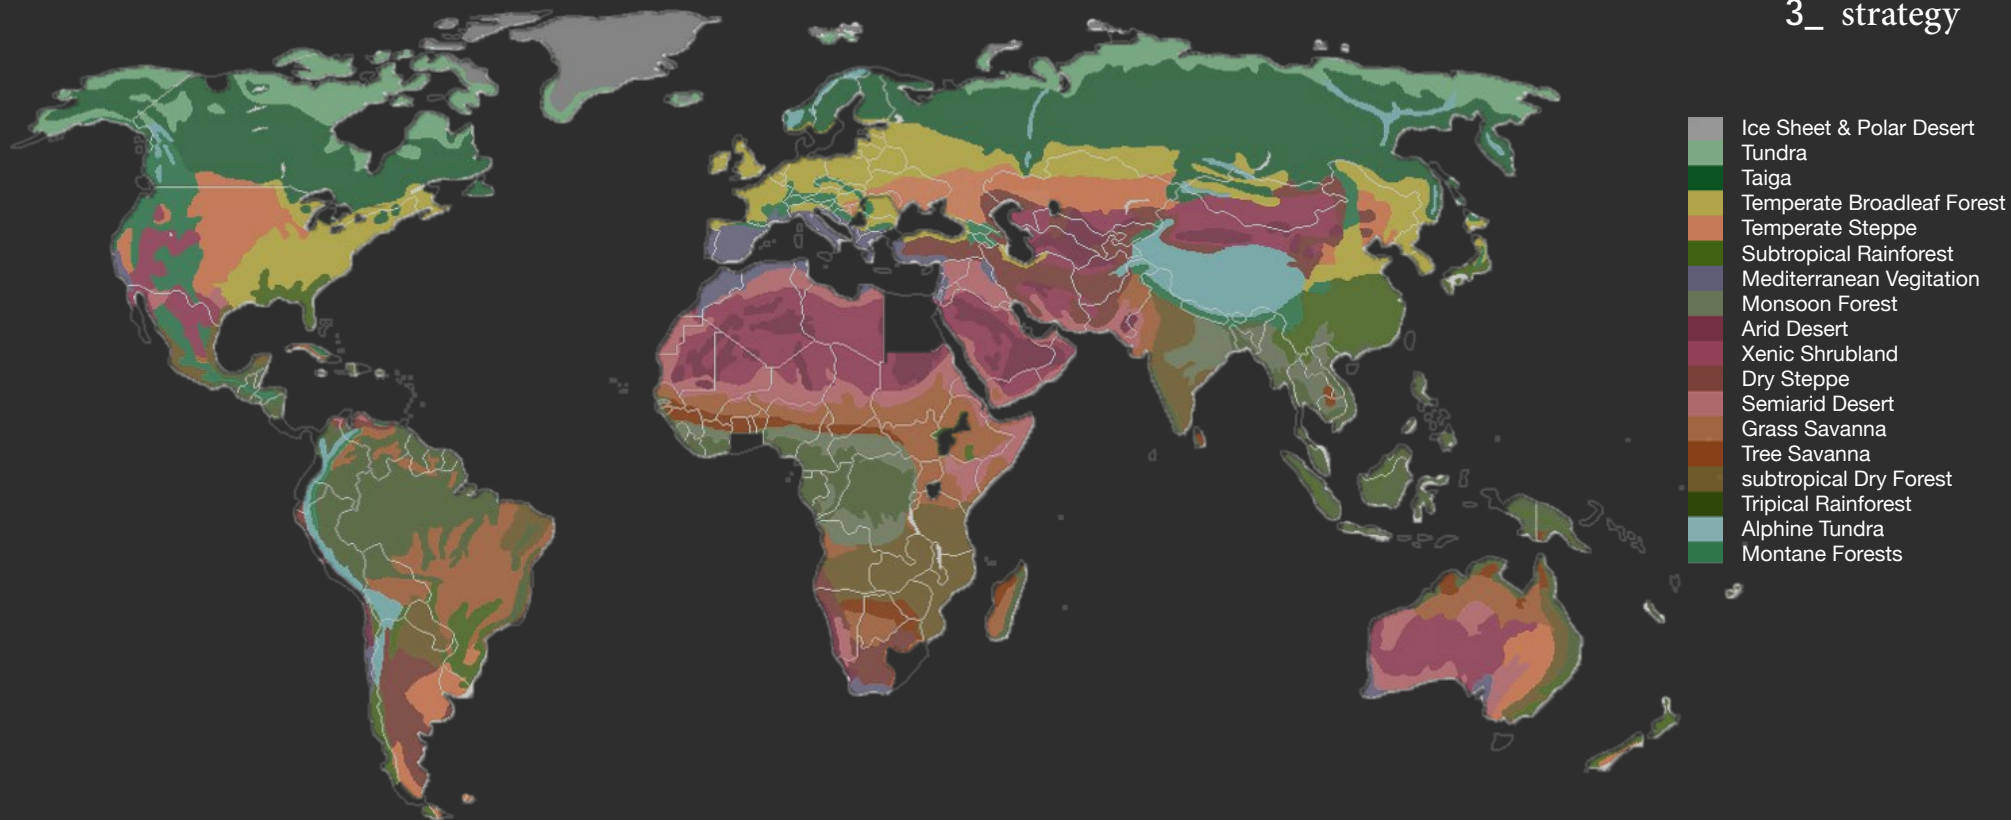 3_ strategy
Ice Sheet & Polar Desert
Tundra
Taiga
Temperate Broadleaf Forest
Temperate Steppe
Subtropical Rainforest
Mediterranean Vegitation
Monsoon Forest
Arid Desert
Xenic Shrubland
Dry Steppe
Semiarid Desert
Grass Savanna
Tree Savanna
subtropical Dry Forest
Tripical Rainforest
Alphine Tundra
Montane Forests